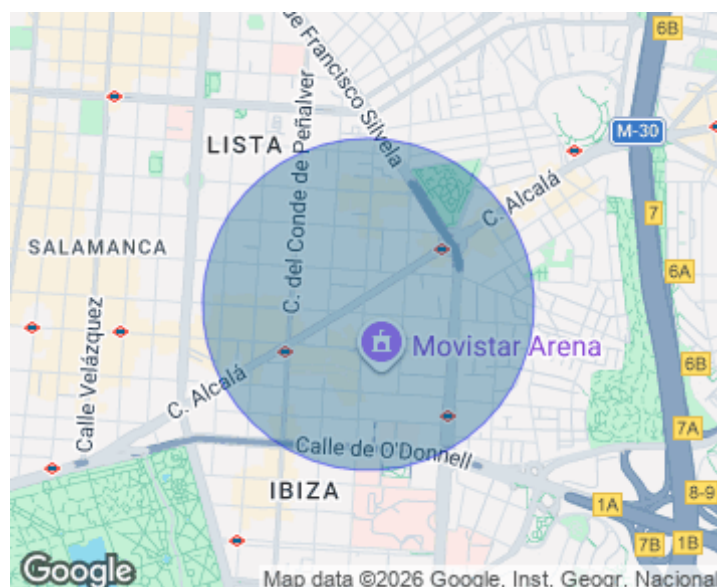 6B
de Francisco Silvela
LISTA
C. del Conde de Peñalver
M-30
C. Alcalá
7
SALAMANCA
6A
Calle Velázquez
Movistar Arena
6B
C. Alcalá
7A
Calle de O'Donnell
IBIZA
8-9
1A
7B
1B
Google
Map data ©2026 Google, Inst. Geogr. Nacional